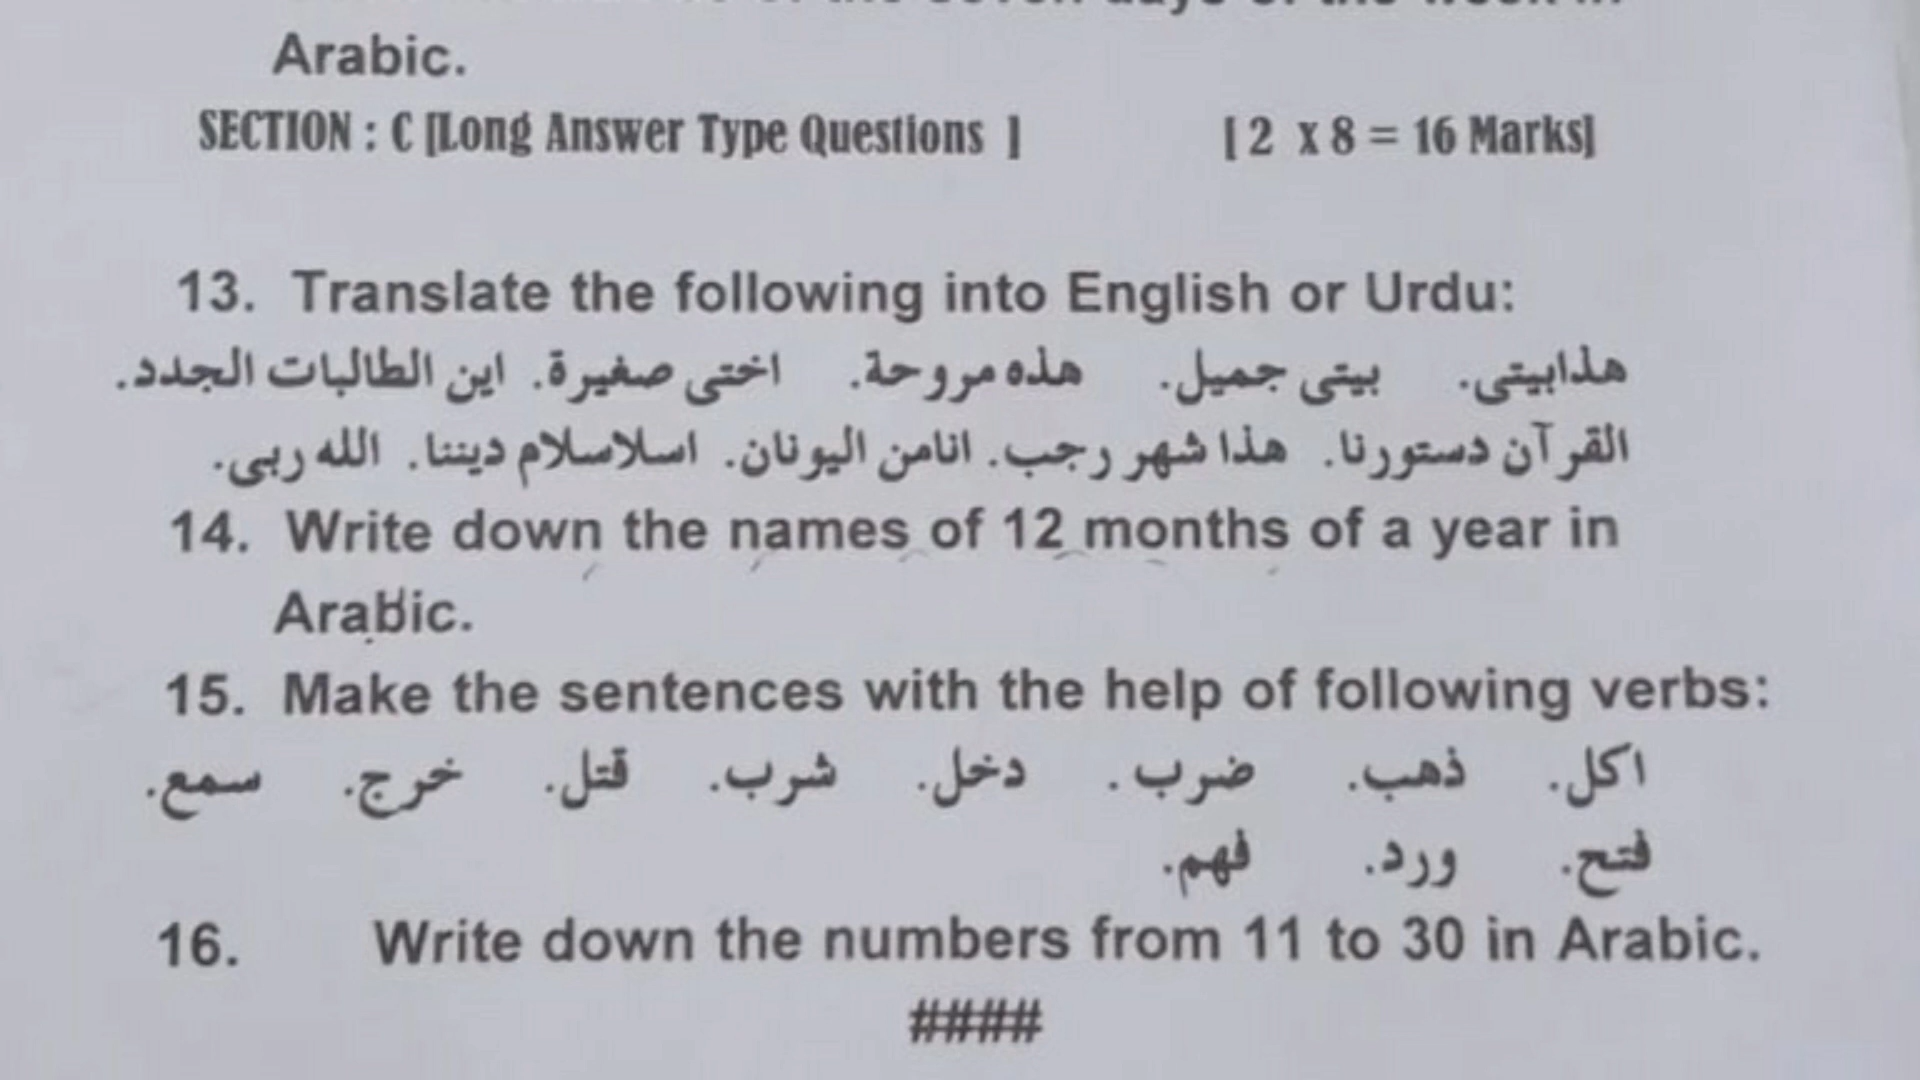 Arabic.
SECTION : C [Long Answer Type Questions ] [ 2 x 8 = 16 Marks]
13. Translate the following into English or Urdu:
هذابيتى. بيتى جميل. هذه مروحة. اختى صغيرة. اين الطالبات الجدد.
القرآن دستورنا. هذا شهر رجب. انامن اليونان. اسلاسلام ديننا. الله ربى.
14. Write down the names of 12 months of a year in
Arabic.
15. Make the sentences with the help of following verbs:
اكل. ذهب. ضرب. دخل. شرب. قتل. خرج. سمع.
فتح. ورد. فهم.
16. Write down the numbers from 11 to 30 in Arabic.
####